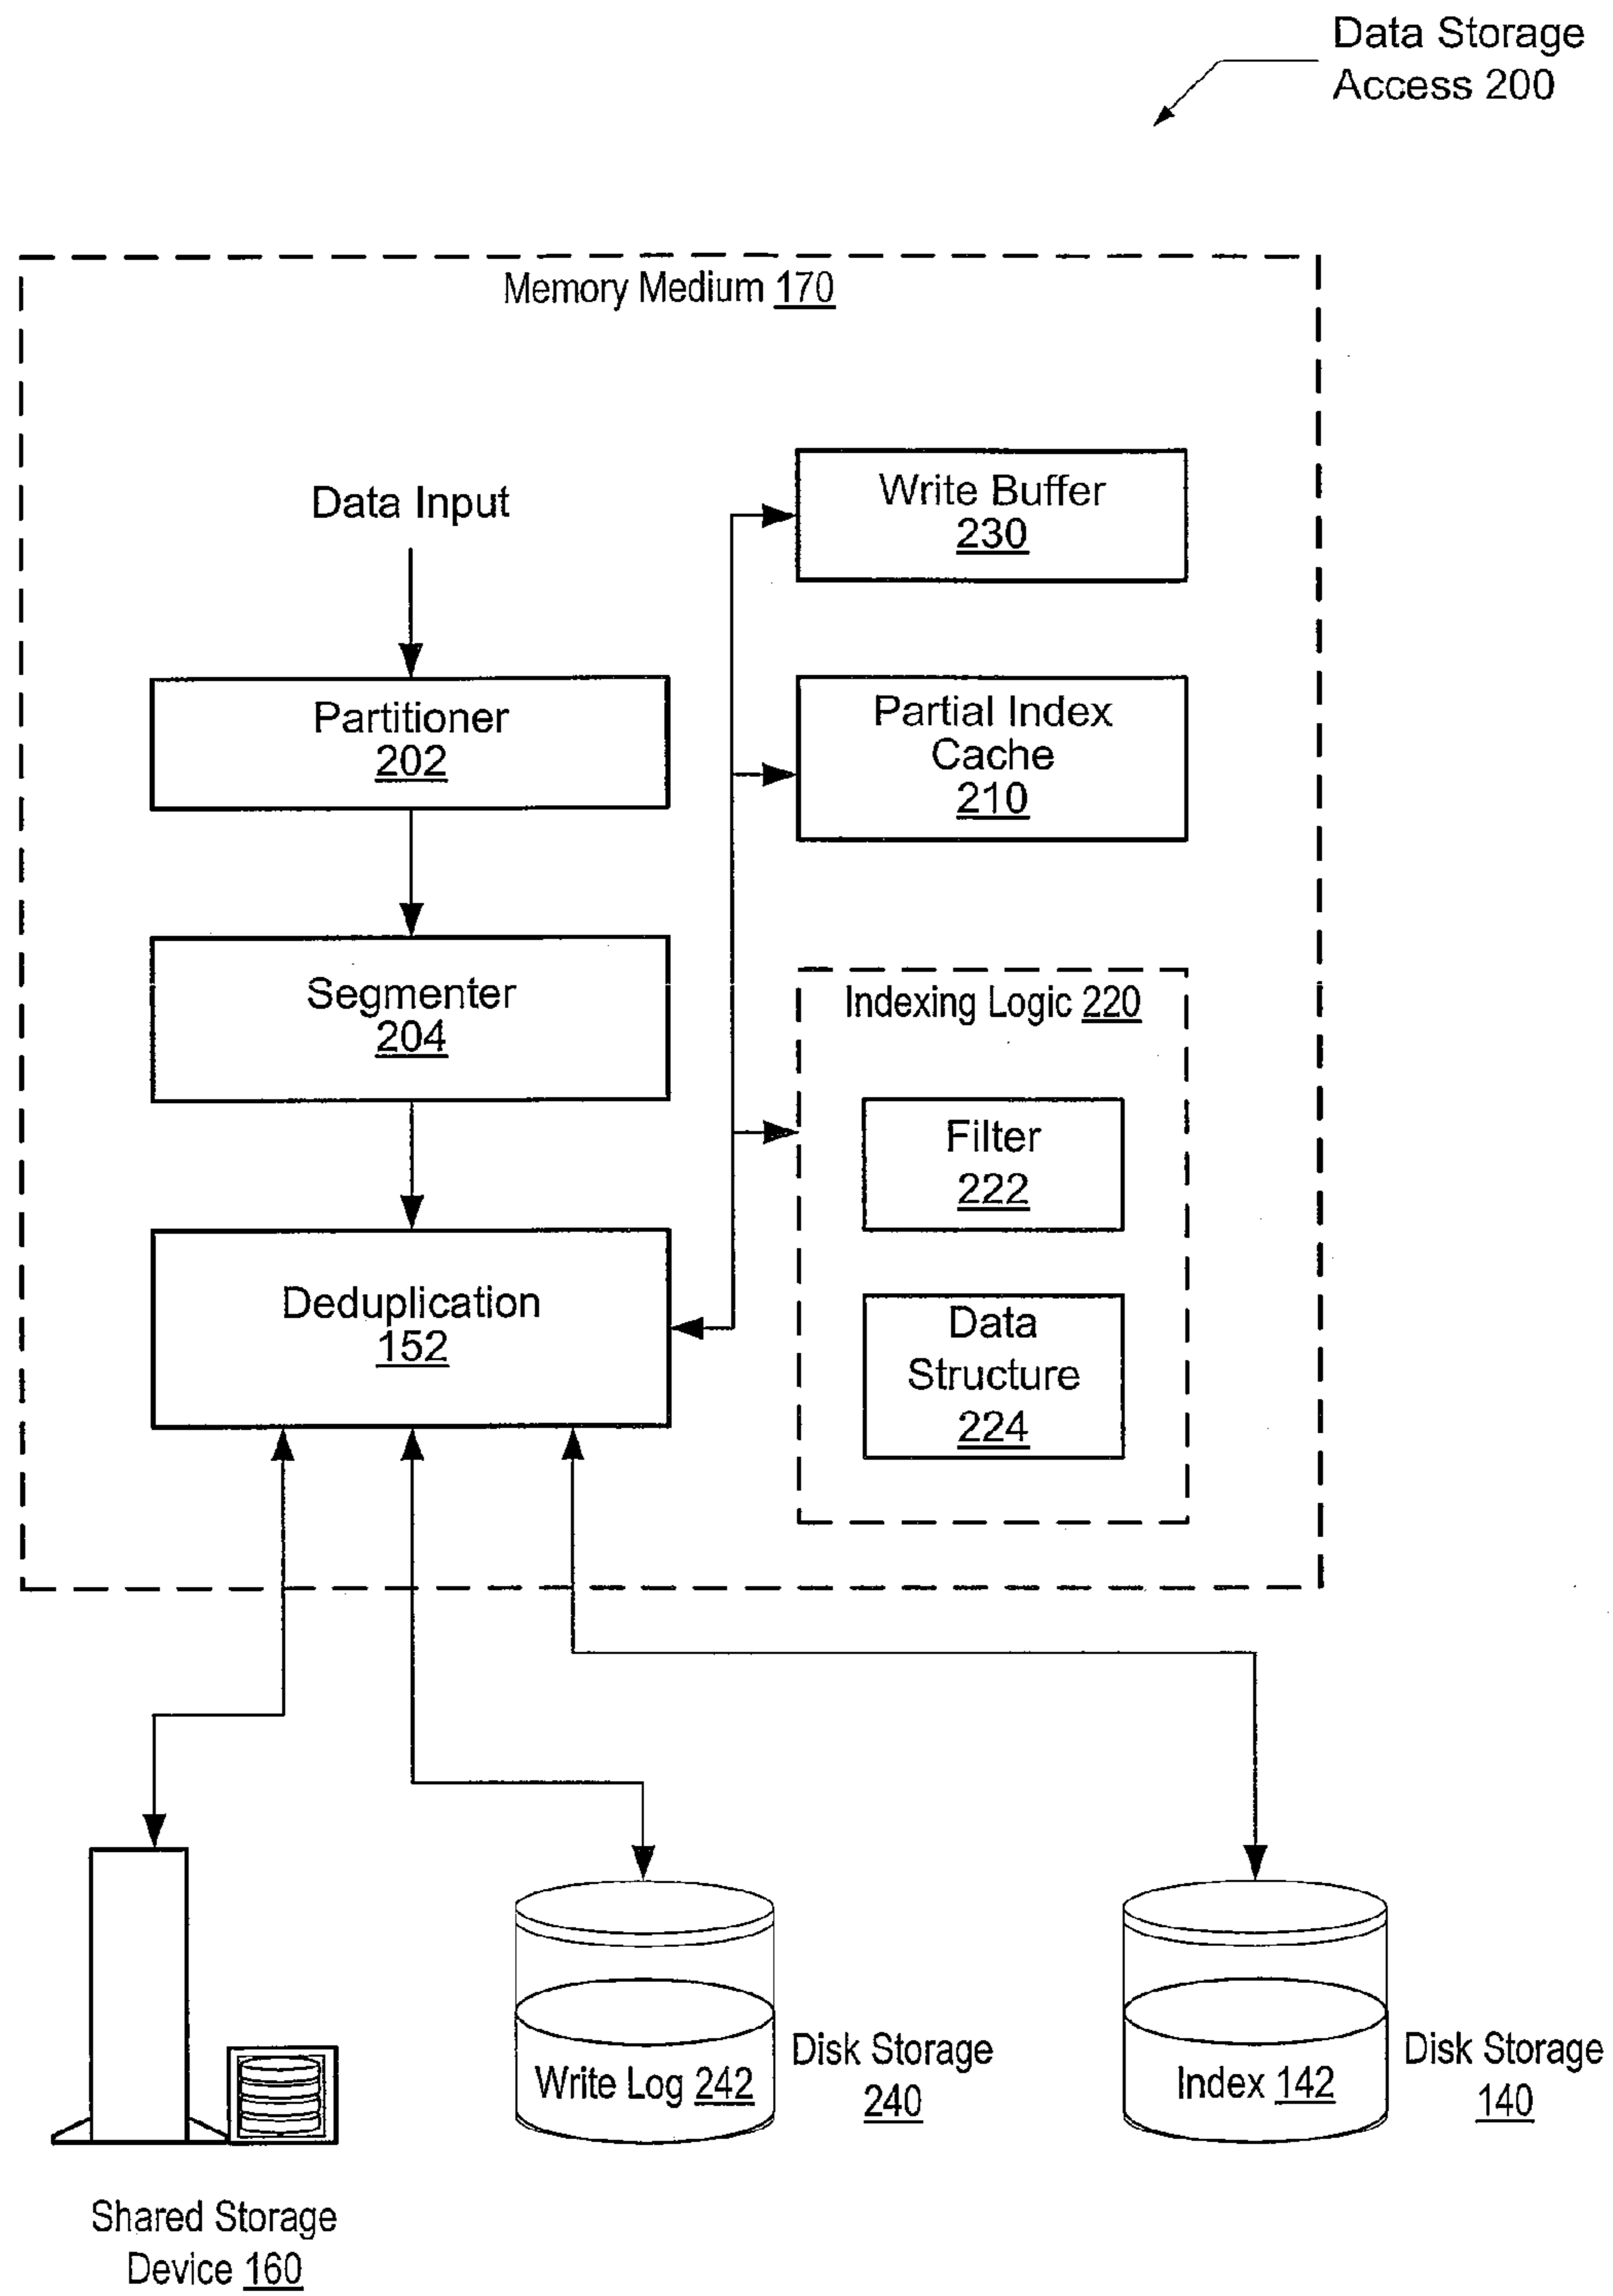 Data Storage
Access 200
Memory Medium 170
Data Input
Write Buffer
230
Partitioner
202
Partial Index
Cache
210
Segmenter
204
Indexing Logic 220
Filter
222
Deduplication
152
Data
Structure
224
Write Log 242
Disk Storage
240
Index 142
Disk Storage
140
Shared Storage
Device 160